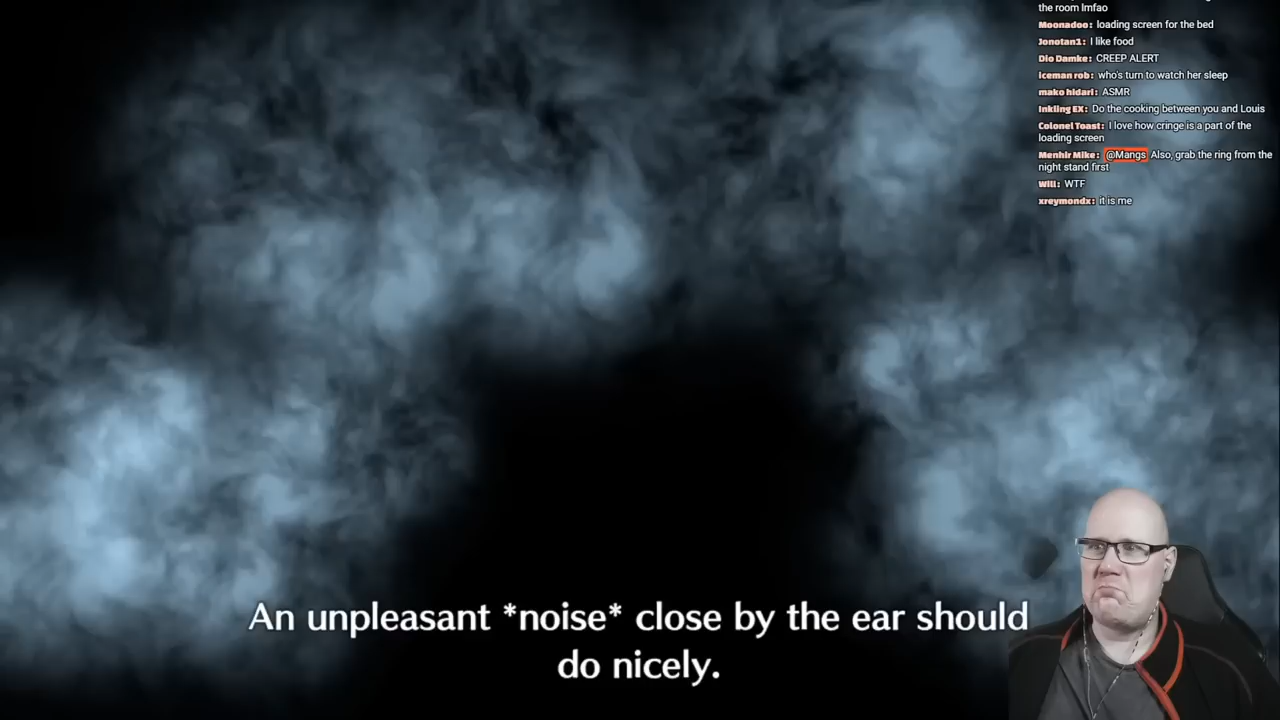 the room lmfao
Moonadoo: loading screen for the bed
Jonotan1: I like food
Dio Damke: CREEP ALERT
iceman rob: who's turn to watch her sleep
mako hidari: ASMR
Inkling EX: Do the cooking between you and Louis
Colonel Toast: I love how cringe is a part of the
loading screen
Menhir Mike: @Mangs Also, grab the ring from the
night stand first
Will: WTF
xreymondx: it is me
An unpleasant *noise* close by the ear should
do nicely.